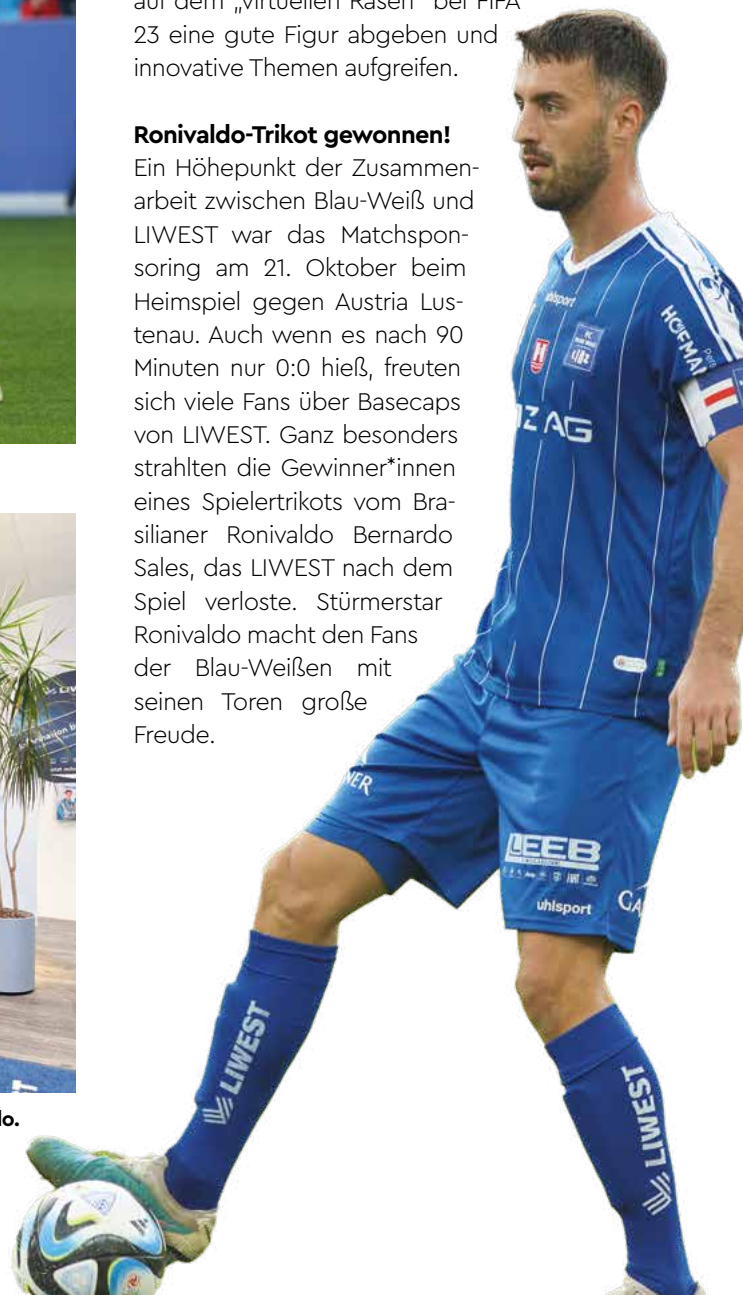 auf dem „virtuellen Rasen“ bei FIFA
23 eine gute Figur abgeben und
innovative Themen aufgreifen.
Ronivaldo-Trikot gewonnen!
Ein Höhepunkt der Zusammen-
arbeit zwischen Blau-Weiß und
LIWEST war das Matchspon-
soring am 21. Oktober beim
Heimspiel gegen Austria Lus-
tenau. Auch wenn es nach 90
Minuten nur 0:0 hieß, freuten
sich viele Fans über Basecaps
von LIWEST. Ganz besonders
strahlten die Gewinner*innen
eines Spielertrikots vom Bra-
silianer Ronivaldo Bernardo
Sales, das LIWEST nach dem
Spiel verloste. Stürmerstar
Ronivaldo macht den Fans
der Blau-Weißen mit
seinen Toren große
Freude.
uhlsport
LINZ
Z AG
LEEB
uhlsport
LIWEST
LIWEST